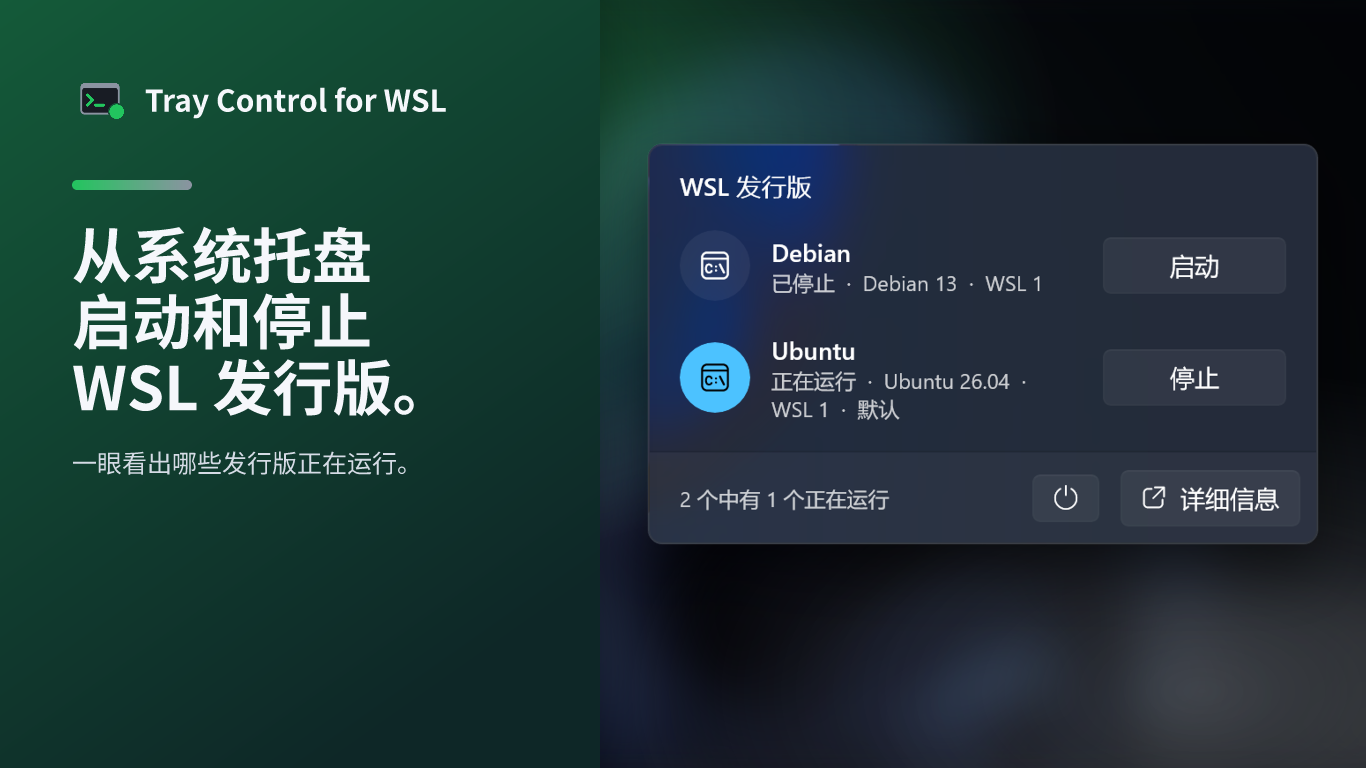 Tray Control for WSL
从系统托盘
启动和停止
WSL 发行版。
一眼看出哪些发行版正在运行。
WSL 发行版
Debian
已停止 · Debian 13 · WSL 1
启动
Ubuntu
正在运行 · Ubuntu 26.04 ·
WSL 1 · 默认
停止
2 个中有 1 个正在运行
详细信息